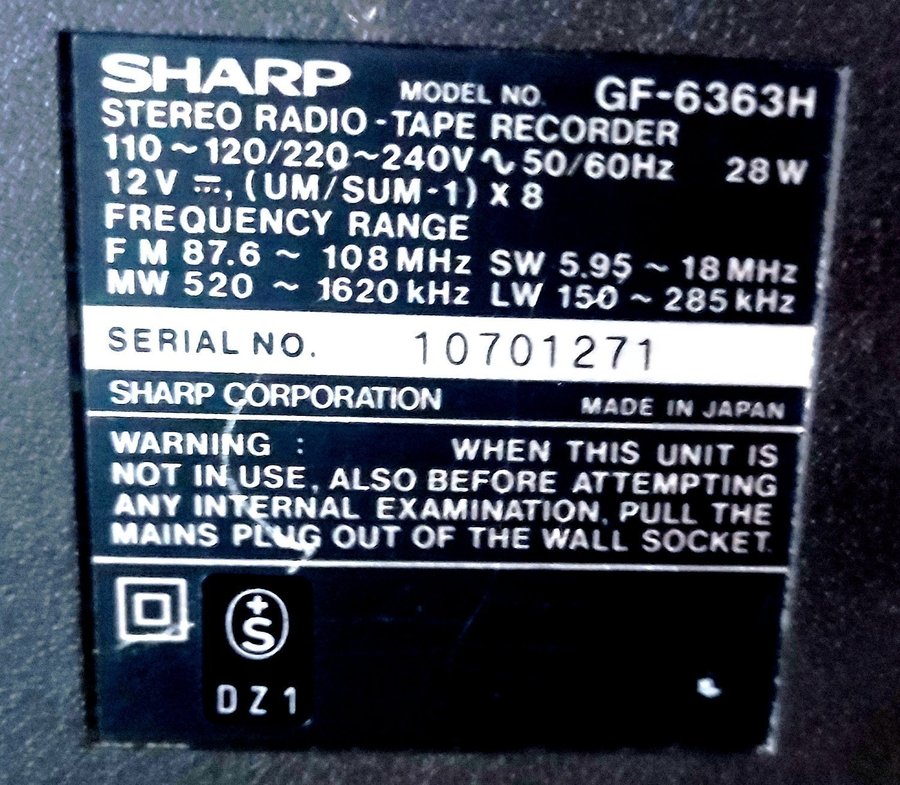 SHARP MODEL NO. GF-6363H
STEREO RADIO-TAPE RECORDER
110~120/220~240V∿50/60Hz 28W
12V ⎓, (UM/SUM-1) X 8
FREQUENCY RANGE
FM 87.6 ~ 108MHz SW 5.95 ~ 18MHz
MW 520 ~ 1620kHz LW 150 ~ 285kHz
SERIAL NO. 10701271
SHARP CORPORATION MADE IN JAPAN
WARNING : WHEN THIS UNIT IS
NOT IN USE, ALSO BEFORE ATTEMPTING
ANY INTERNAL EXAMINATION, PULL THE
MAINS PLUG OUT OF THE WALL SOCKET.
+S
DZ1